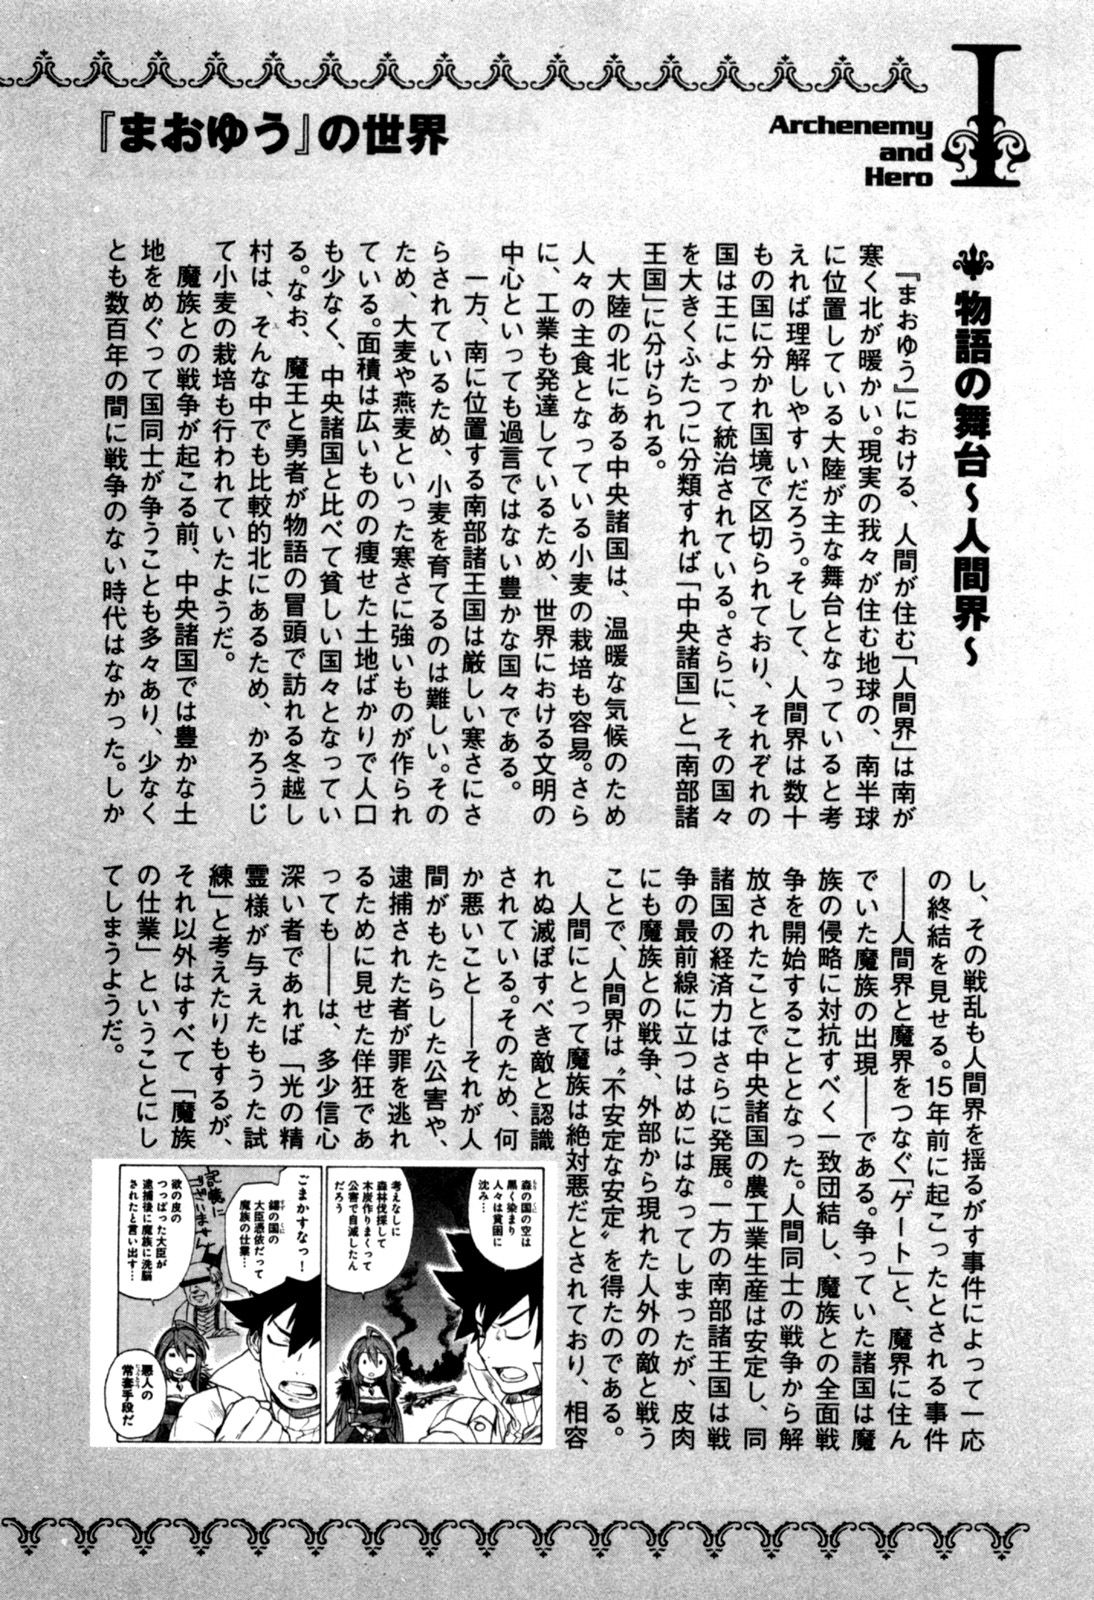 I
Archenemy
and
Hero
『まおゆう』の世界
物語の舞台～人間界～
『まおゆう』における、人間が住む「人間界」は南が
寒く北が暖かい。現実の我々が住む地球の、南半球
に位置している大陸が主な舞台となっていると考
えれば理解しやすいだろう。そして、人間界は数十
もの国に分かれ国境で区切られており、それぞれの
国は王によって統治されている。さらに、その国々
を大きくふたつに分類すれば「中央諸国」と「南部諸
王国」に分けられる。
大陸の北にある中央諸国は、温暖な気候のため
人々の主食となっている小麦の栽培も容易。さら
に、工業も発達しているため、世界における文明の
中心といっても過言ではない豊かな国々である。
一方、南に位置する南部諸王国は厳しい寒さにさ
らされているため、小麦を育てるのは難しい。その
ため、大麦や燕麦といった寒さに強いものが作られ
ている。面積は広いものの痩せた土地ばかりで人口
も少なく、中央諸国と比べて貧しい国々となってい
る。なお、魔王と勇者が物語の冒頭で訪れる冬越し
村は、そんな中でも比較的北にあるため、かろうじ
て小麦の栽培も行われていたようだ。
魔族との戦争が起こる前、中央諸国では豊かな土
地をめぐって国同士が争うことも多々あり、少なく
とも数百年の間に戦争のない時代はなかった。しか
し、その戦乱も人間界を揺るがす事件によって一応
の終結を見せる。15年前に起こったとされる事件
――人間界と魔界をつなぐ「ゲート」と、魔界に住ん
でいた魔族の出現――である。争っていた諸国は魔
族の侵略に対抗すべく一致団結し、魔族との全面戦
争を開始することとなった。人間同士の戦争から解
放されたことで中央諸国の農工業生産は安定し、同
諸国の経済力はさらに発展。一方の南部諸王国は戦
争の最前線に立つはめにはなってしまったが、皮肉
にも魔族との戦争、外部から現れた人外の敵と戦う
ことで、人間界は〝不安定な安定〟を得たのである。
人間にとって魔族は絶対悪だとされており、相容
れぬ滅ぼすべき敵と認識
されている。そのため、何
か悪いこと――それが人
間がもたらした公害や、
逮捕された者が罪を逃れ
るために見せた佯狂であ
っても――は、多少信心
深い者であれば「光の精
霊様が与えたもうた試
練」と考えたりもするが、
それ以外はすべて「魔族
の仕業」ということにし
てしまうようだ。
森の国の空は
黒く染まり
人々は貧困に
沈み…
考えなしに
森林伐採して
木炭作りまくって
公害で自滅したん
だろう
ごまかすなっ！
鍚の国の
大臣憑依だって
魔族の仕業…
記憶に
ございません
欲の皮の
つっぱった大臣が
逮捕後に魔族に洗脳
されたと言い出す…
悪人の
常套手段だ